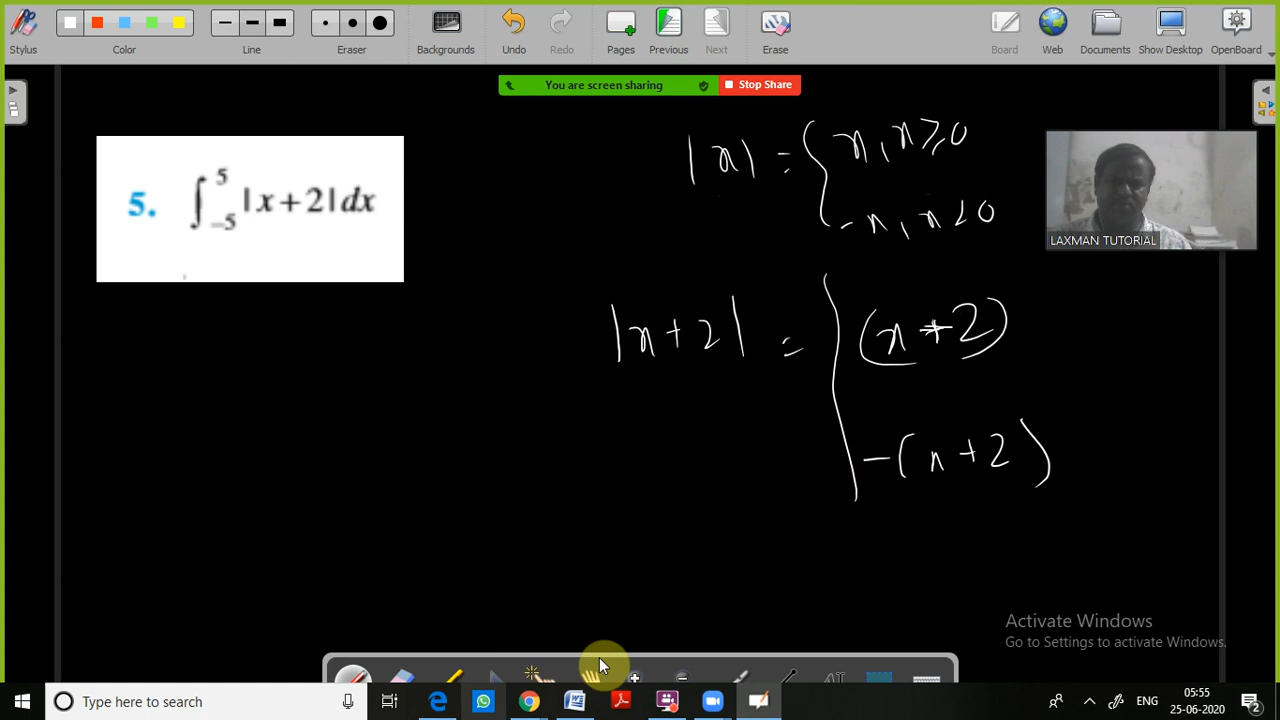 Stylus Color Line Eraser Backgrounds Undo Redo Pages Previous Next Erase Board Web Documents Show Desktop OpenBoard
You are screen sharing Stop Share
|x| = { x, x ≥ 0
- x, x < 0
5. ∫_{-5}^{5} |x+2| dx
LAXMAN TUTORIAL
|x+2| = { (x+2)
-(x+2)
Activate Windows
Go to Settings to activate Windows.
Type here to search
ENG
05:55
25-06-2020
2